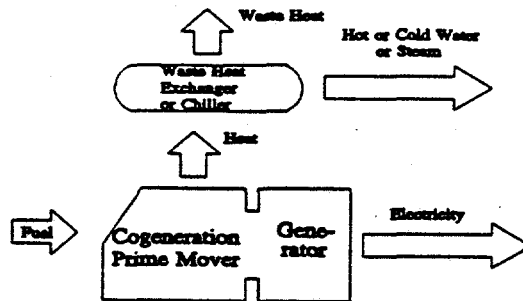 Waste Heat
Hot or Cold Water
or Steam
Waste Heat
Exchanger
or Chiller
Heat
Fuel
Cogeneration
Prime Mover
Gene-
rator
Electricity